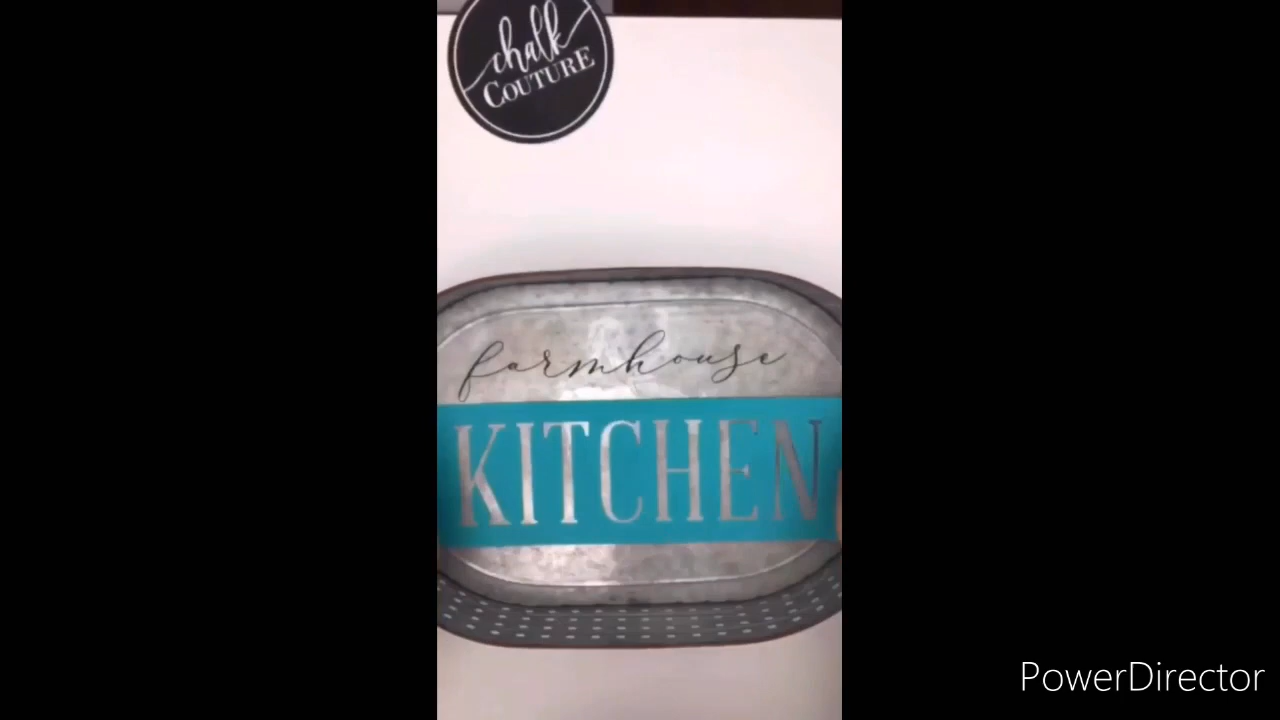 chalk
COUTURE
farmhouse
KITCHEN
PowerDirector